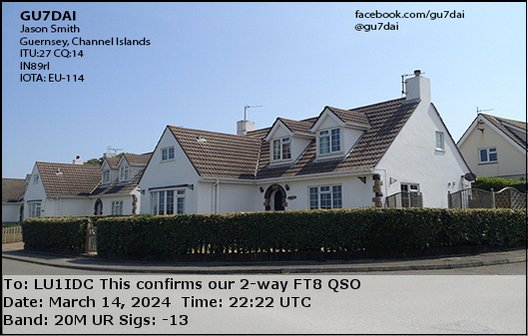 GU7DAI
Jason Smith
Guernsey, Channel Islands
ITU:27 CQ:14
IN89rl
IOTA: EU-114
facebook.com/gu7dai
@gu7dai
To: LU1IDC This confirms our 2-way FT8 QSO
Date: March 14, 2024 Time: 22:22 UTC
Band: 20M UR Sigs: -13